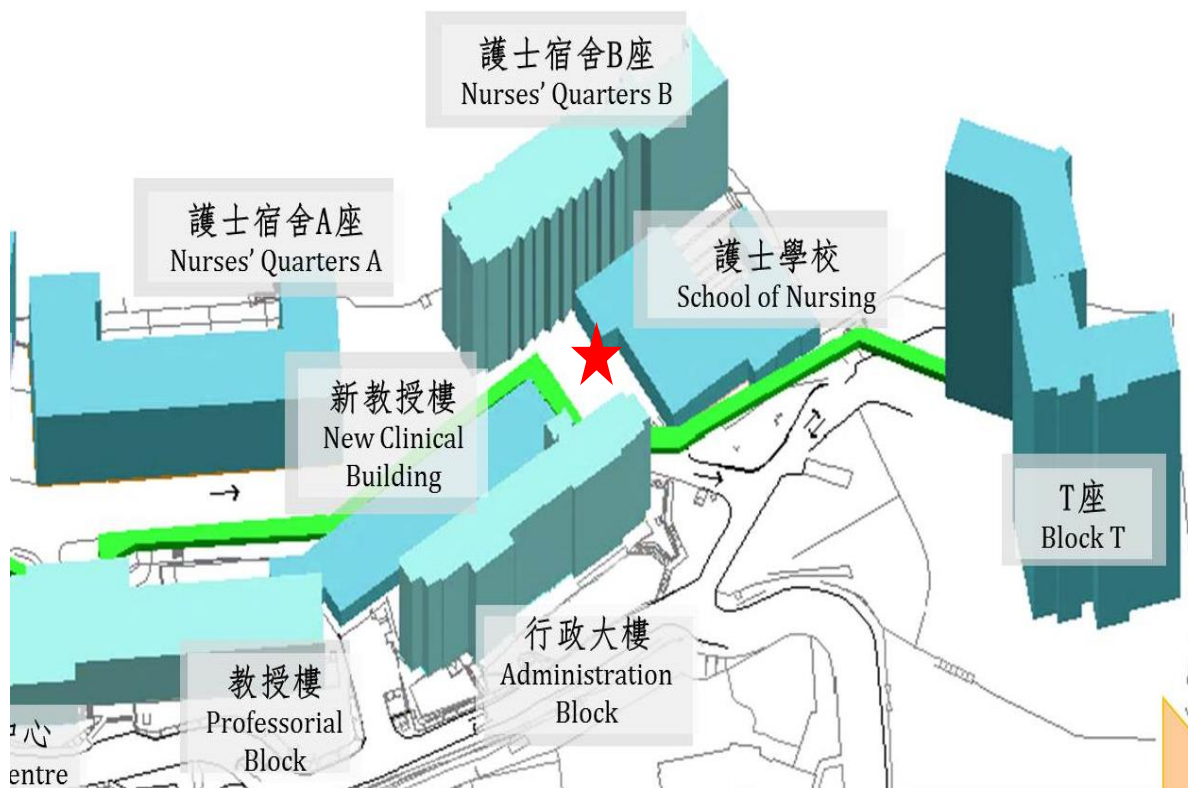 護士宿舍B座
Nurses' Quarters B
護士宿舍A座
Nurses' Quarters A
護士學校
School of Nursing
新教授樓
New Clinical
Building
T座
Block T
行政大樓
Administration
Block
教授樓
Professorial
Block
心
entre